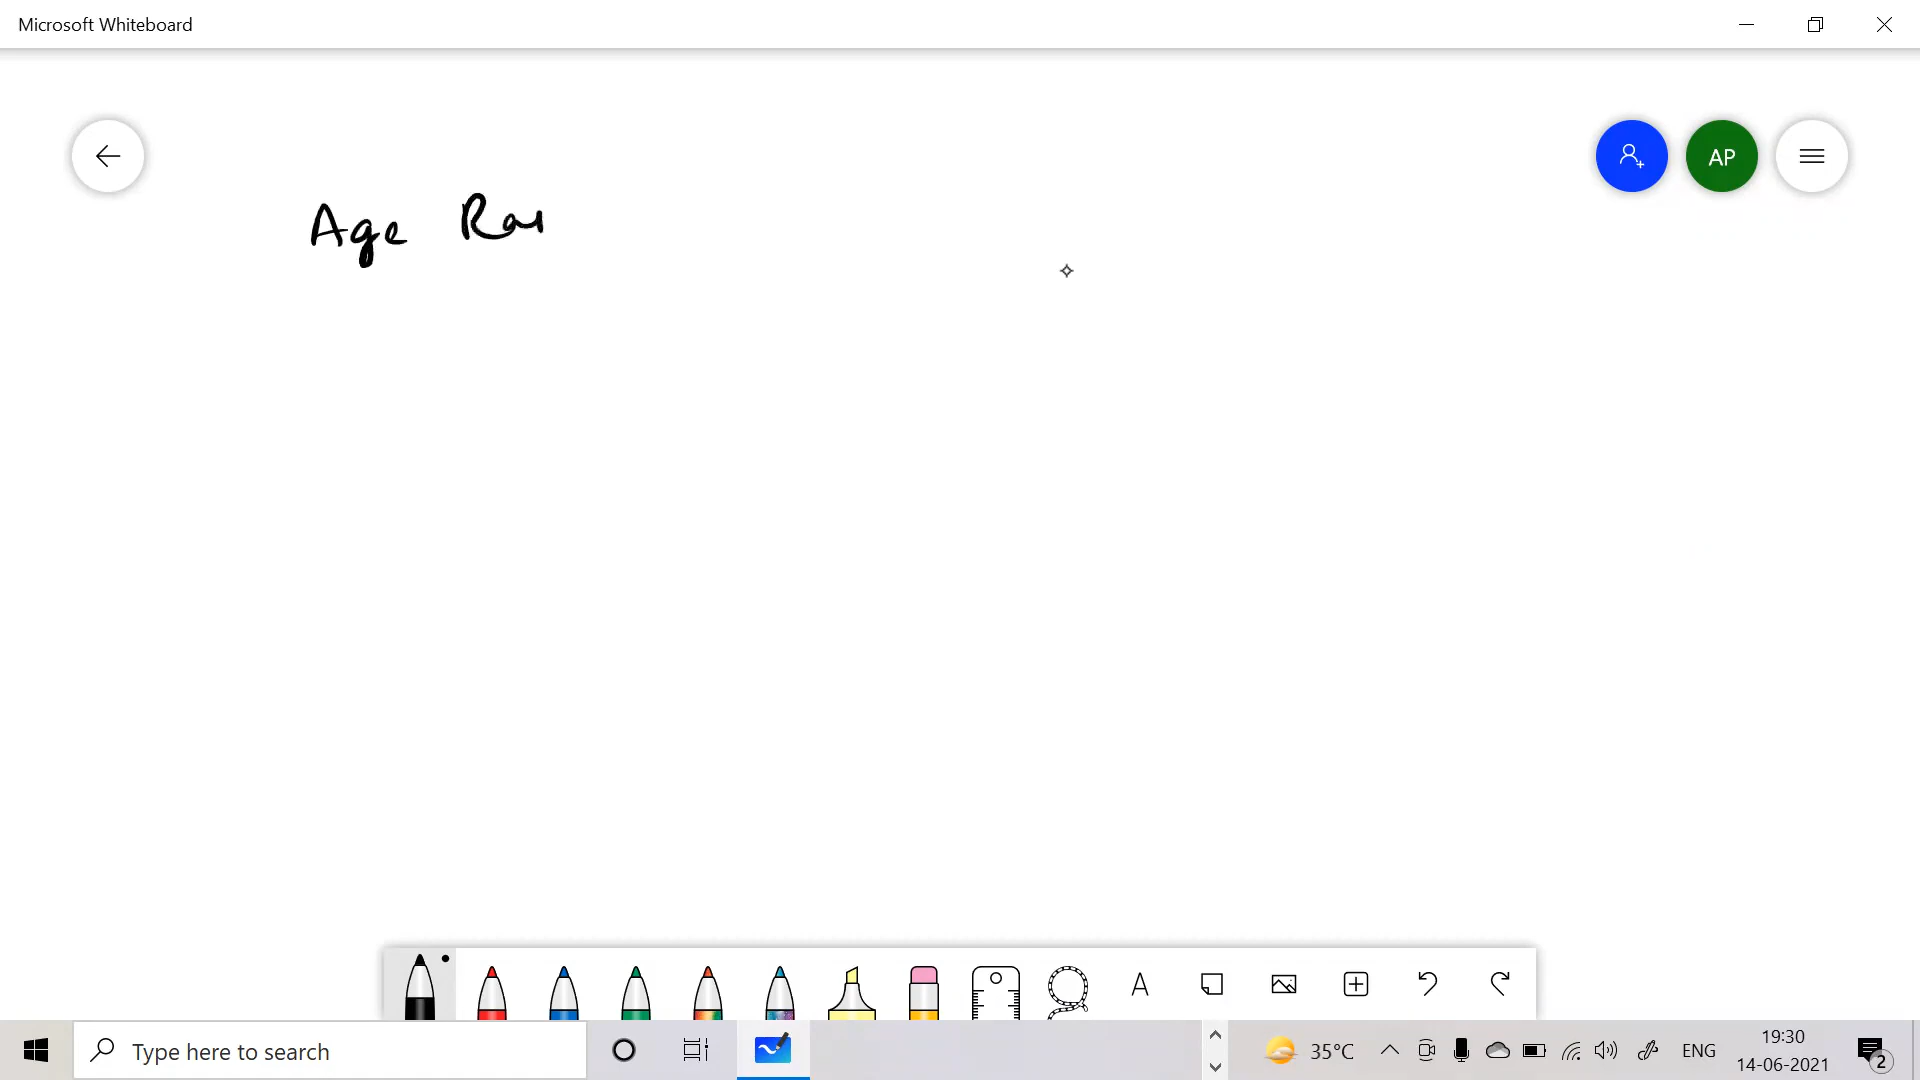 Microsoft Whiteboard
AP
Age Ra
A
Type here to search
35°C
ENG
19:30
14-06-2021
2